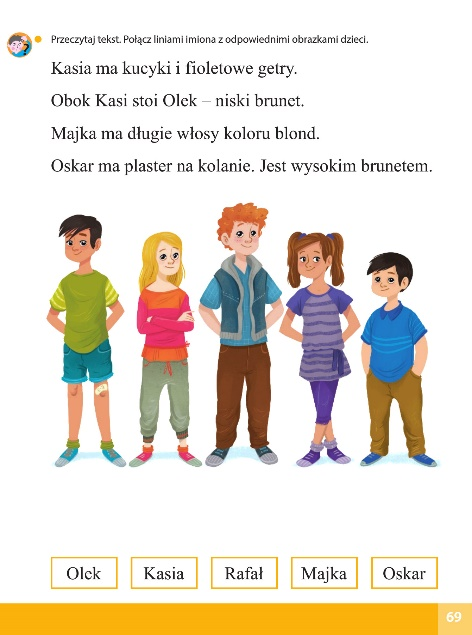 Przeczytaj tekst. Połącz liniami imiona z odpowiednimi obrazkami dzieci.
Kasia ma kucyki i fioletowe getry.
Obok Kasi stoi Olek – niski brunet.
Majka ma długie włosy koloru blond.
Oskar ma plaster na kolanie. Jest wysokim brunetem.
Olek Kasia Rafał Majka Oskar
69